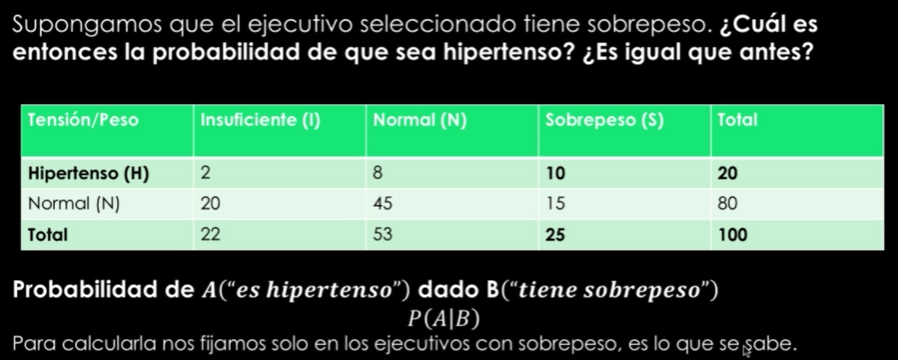 Supongamos que el ejecutivo seleccionado tiene sobrepeso. ¿Cuál es
entonces la probabilidad de que sea hipertenso? ¿Es igual que antes?
Tensión/Peso Insuficiente (I) Normal (N) Sobrepeso (S) Total
Hipertenso (H) 2 8 10 20
Normal (N) 20 45 15 80
Total 22 53 25 100
Probabilidad de A("es hipertenso") dado B("tiene sobrepeso")
P(A|B)
Para calcularla nos fijamos solo en los ejecutivos con sobrepeso, es lo que se sabe.